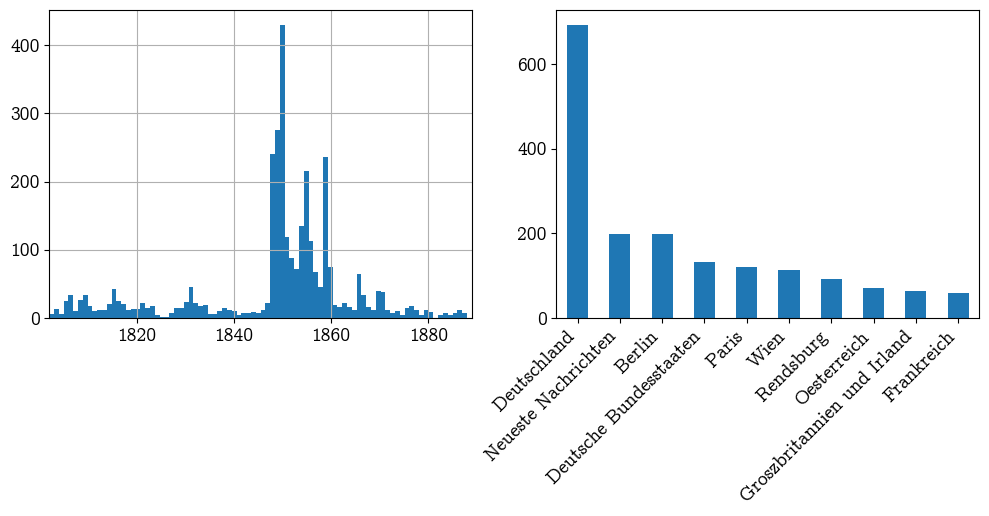 400
300
200
100
0
1820 1840 1860 1880
600
400
200
0
Deutschland
Neueste Nachrichten
Berlin
Deutsche Bundesstaaten
Paris
Wien
Rendsburg
Oesterreich
Groszbritannien und Irland
Frankreich